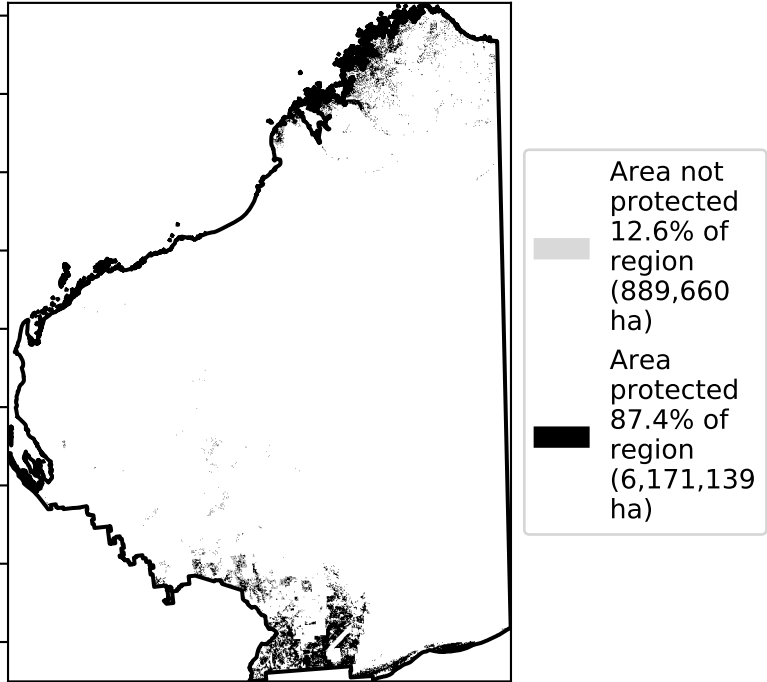 Area not
protected
12.6% of
region
(889,660
ha)
Area
protected
87.4% of
region
(6,171,139
ha)